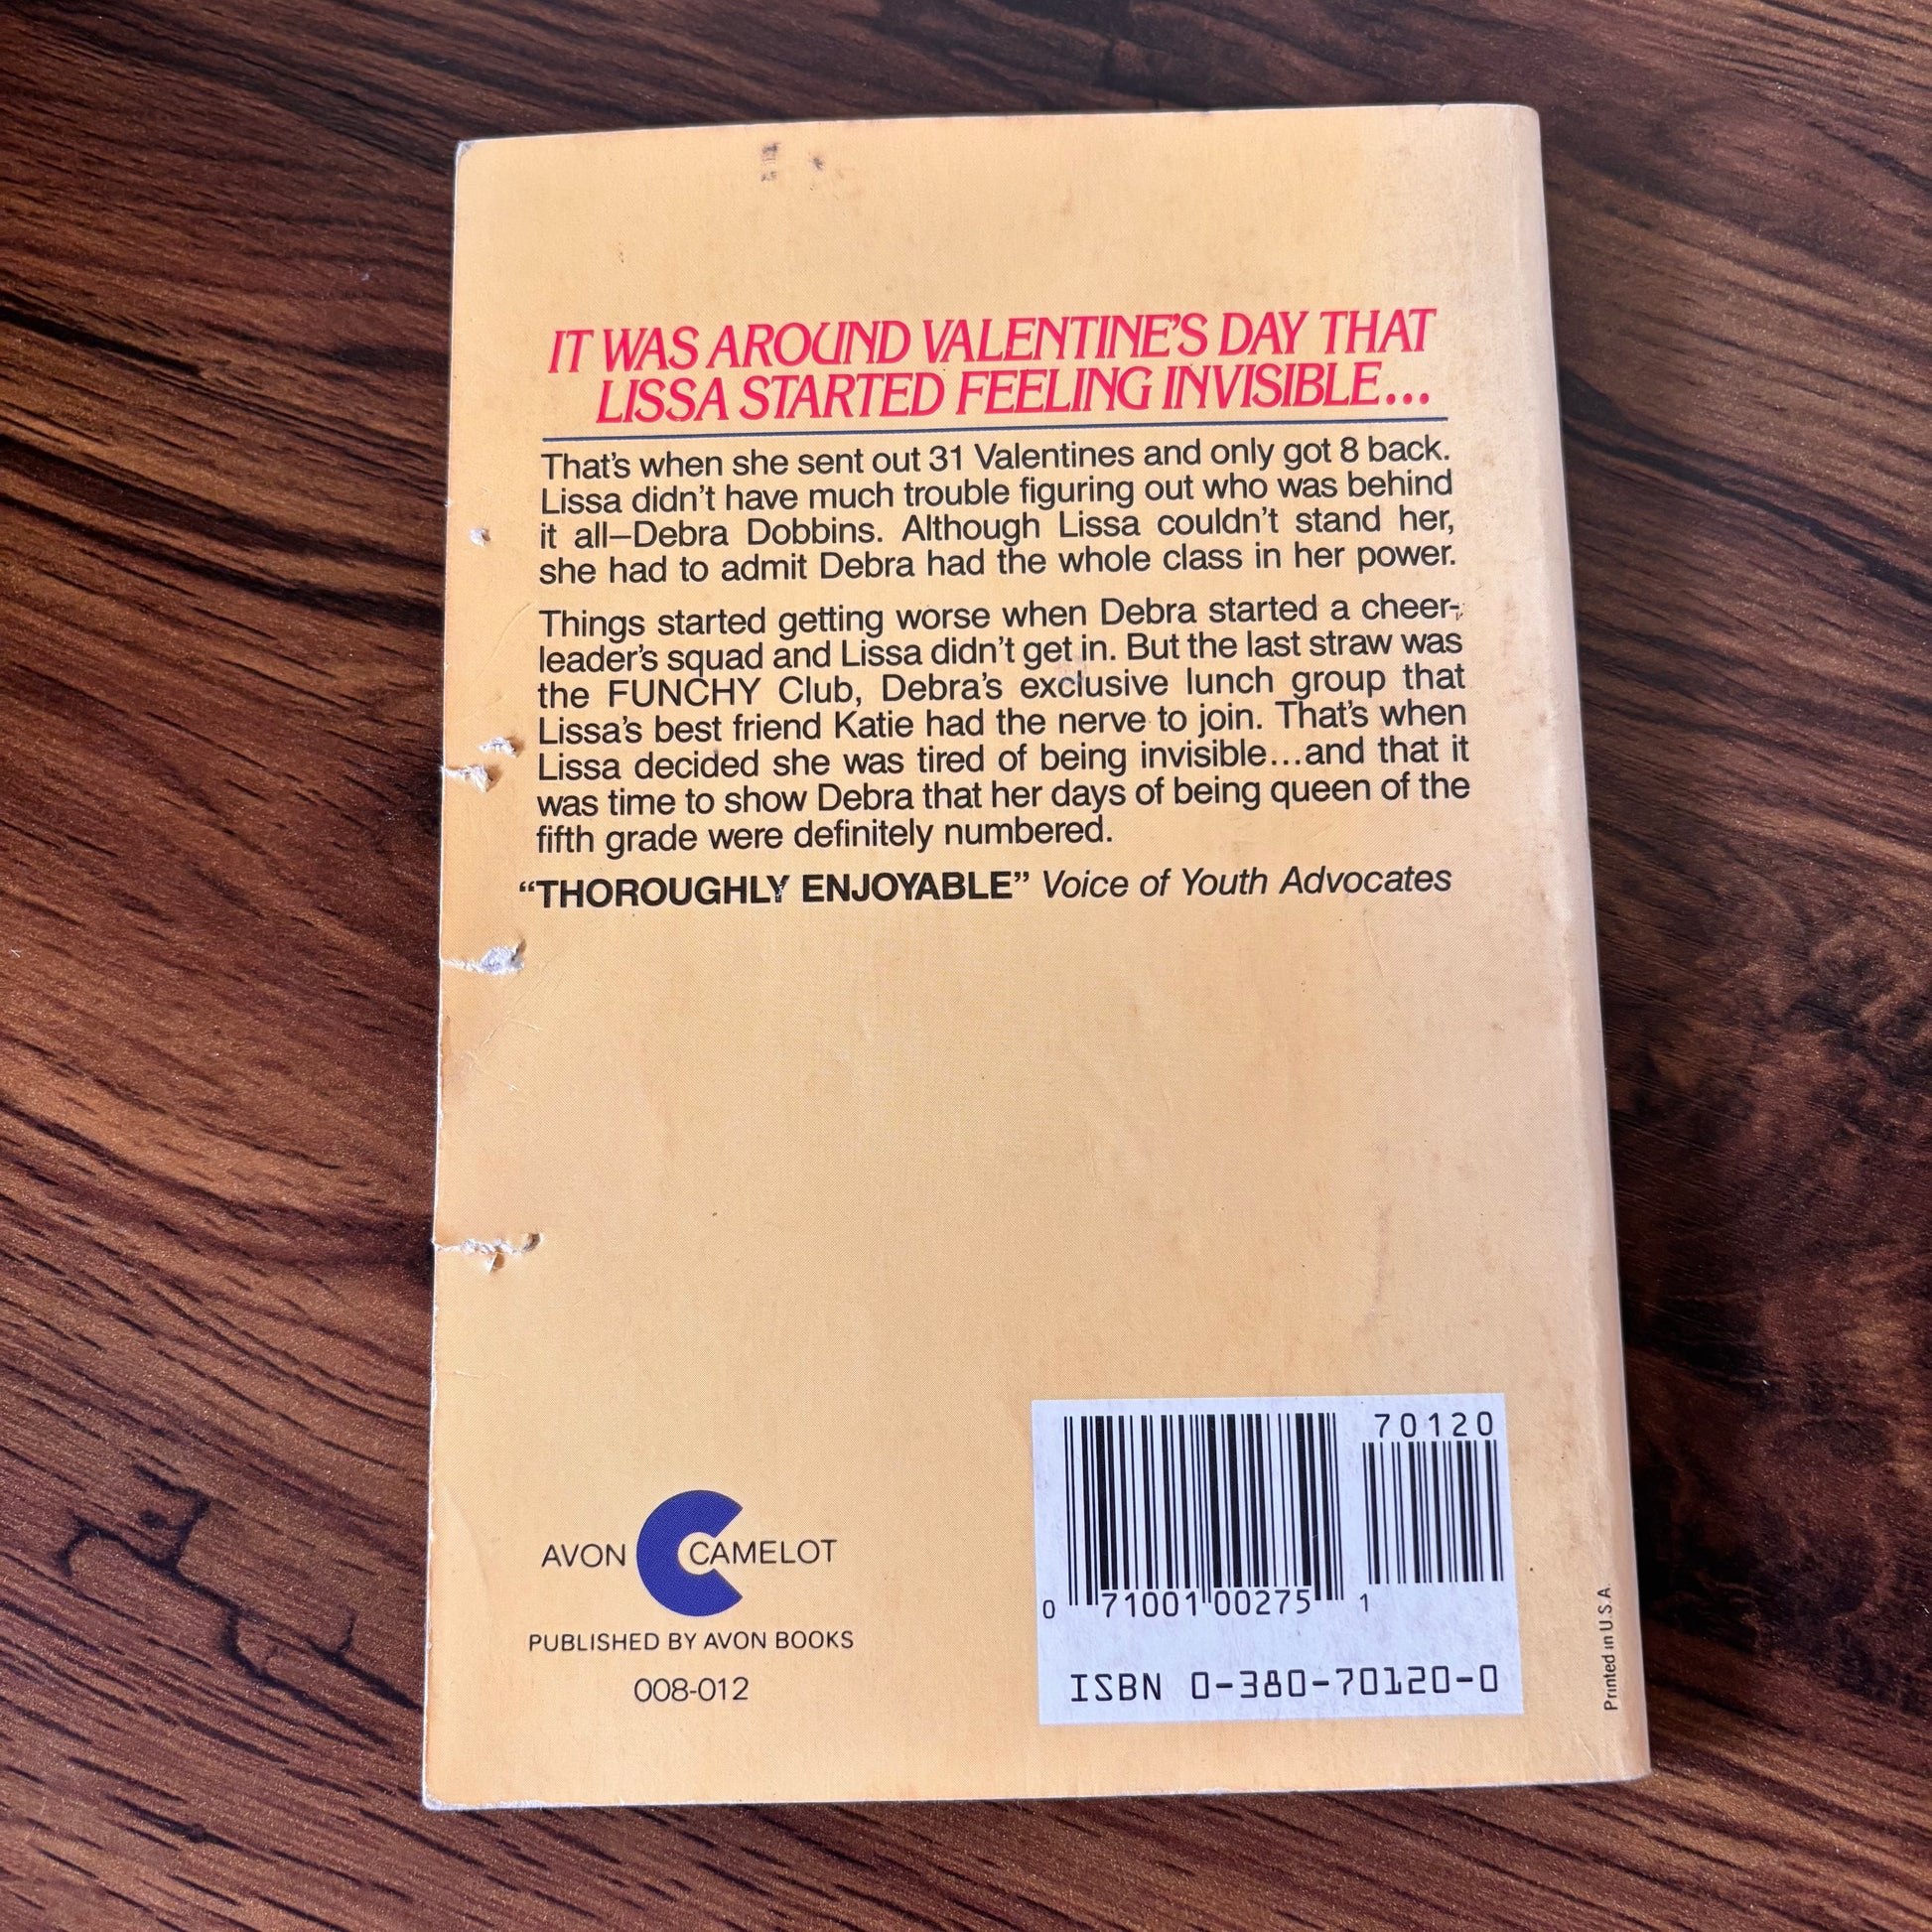 IT WAS AROUND VALENTINE'S DAY THAT
LISSA STARTED FEELING INVISIBLE...
That's when she sent out 31 Valentines and only got 8 back.
Lissa didn't have much trouble figuring out who was behind
it all—Debra Dobbins. Although Lissa couldn't stand her,
she had to admit Debra had the whole class in her power.
Things started getting worse when Debra started a cheer-
leader's squad and Lissa didn't get in. But the last straw was
the FUNCHY Club, Debra's exclusive lunch group that
Lissa's best friend Katie had the nerve to join. That's when
Lissa decided she was tired of being invisible...and that it
was time to show Debra that her days of being queen of the
fifth grade were definitely numbered.
“THOROUGHLY ENJOYABLE” Voice of Youth Advocates
AVON CAMELOT
PUBLISHED BY AVON BOOKS
008-012
70120
0 71001 00275 1
ISBN 0-380-70120-0
Printed in U.S.A.